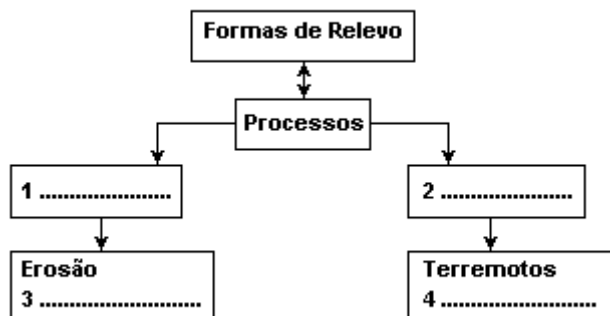 Formas de Relevo
Processos
1 ......................
2 ......................
Erosão
3 ...........................
Terremotos
4 .....................